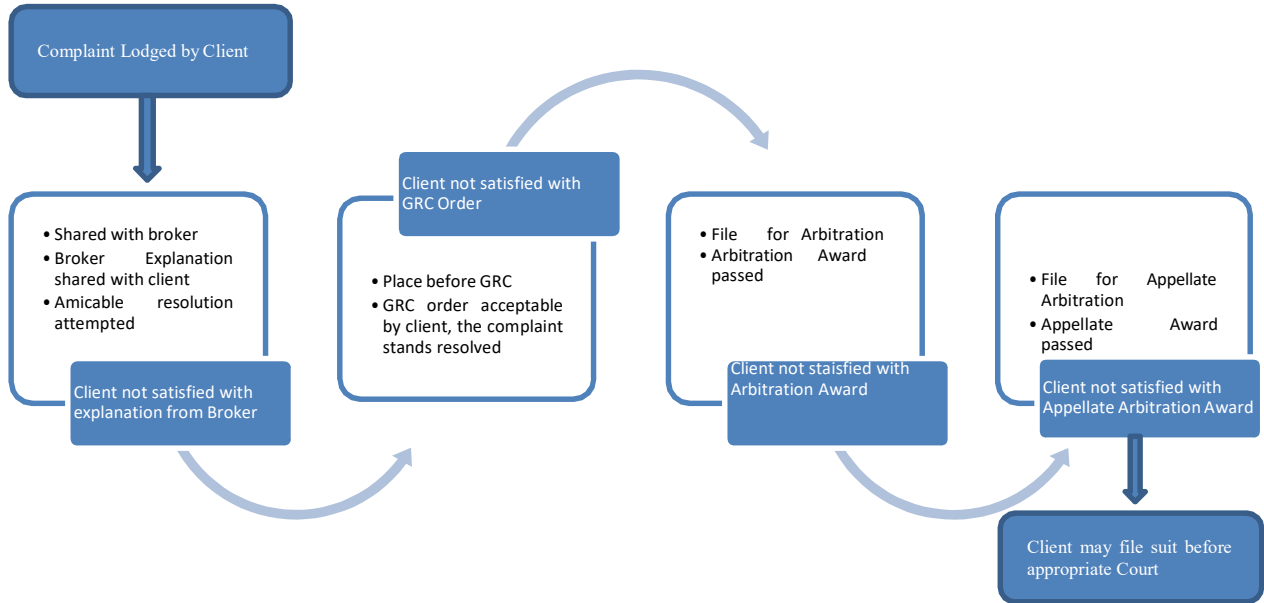 Complaint Lodged by Client
• Shared with broker
• Broker Explanation
shared with client
• Amicable resolution
attempted
Client not satisfied with
explanation from Broker
Client not satisfied with
GRC Order
• Place before GRC
• GRC order acceptable
by client, the complaint
stands resolved
• File for Arbitration
• Arbitration Award
passed
Client not staisfied with
Arbitration Award
• File for Appellate
Arbitration
• Appellate Award
passed
Client not satisfied with
Appellate Arbitration Award
Client may file suit before
appropriate Court